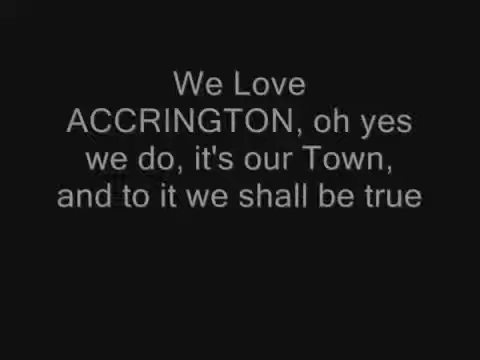 We Love
ACCRINGTON, oh yes
we do, it's our Town,
and to it we shall be true